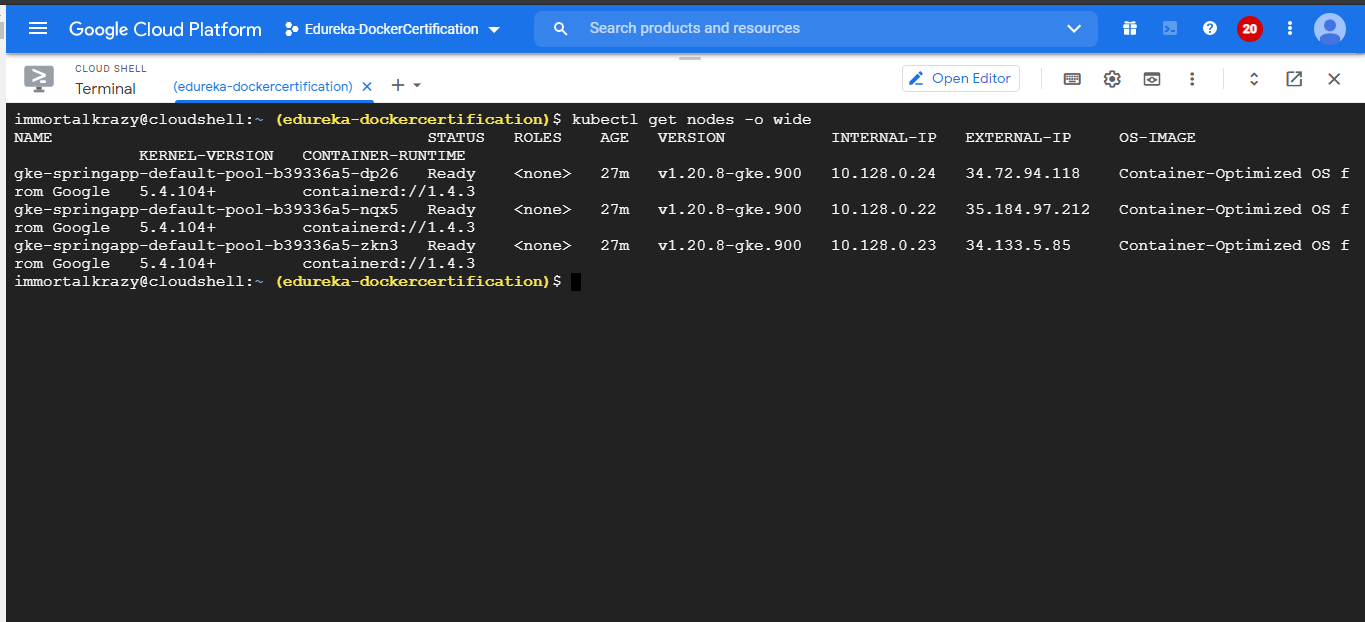 Google Cloud Platform Edureka-DockerCertification Search products and resources 20
CLOUD SHELL
Terminal (edureka-dockercertification) Open Editor
immortalkrazy@cloudshell:~ (edureka-dockercertification)$ kubectl get nodes -o wide
NAME STATUS ROLES AGE VERSION INTERNAL-IP EXTERNAL-IP OS-IMAGE
KERNEL-VERSION CONTAINER-RUNTIME
gke-springapp-default-pool-b39336a5-dp26 Ready <none> 27m v1.20.8-gke.900 10.128.0.24 34.72.94.118 Container-Optimized OS f
rom Google 5.4.104+ containerd://1.4.3
gke-springapp-default-pool-b39336a5-nqx5 Ready <none> 27m v1.20.8-gke.900 10.128.0.22 35.184.97.212 Container-Optimized OS f
rom Google 5.4.104+ containerd://1.4.3
gke-springapp-default-pool-b39336a5-zkn3 Ready <none> 27m v1.20.8-gke.900 10.128.0.23 34.133.5.85 Container-Optimized OS f
rom Google 5.4.104+ containerd://1.4.3
immortalkrazy@cloudshell:~ (edureka-dockercertification)$